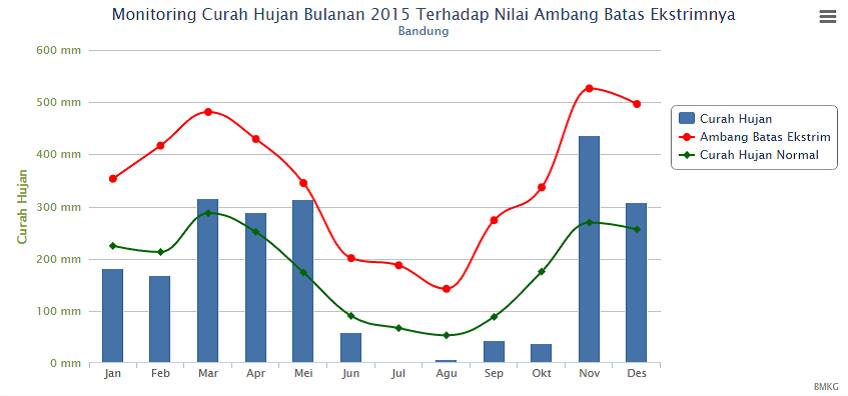 Monitoring Curah Hujan Bulanan 2015 Terhadap Nilai Ambang Batas Ekstrimnya
Bandung
Curah Hujan
600 mm
500 mm
400 mm
300 mm
200 mm
100 mm
0 mm
Jan Feb Mar Apr Mei Jun Jul Agu Sep Okt Nov Des
Curah Hujan
Ambang Batas Ekstrim
Curah Hujan Normal
BMKG